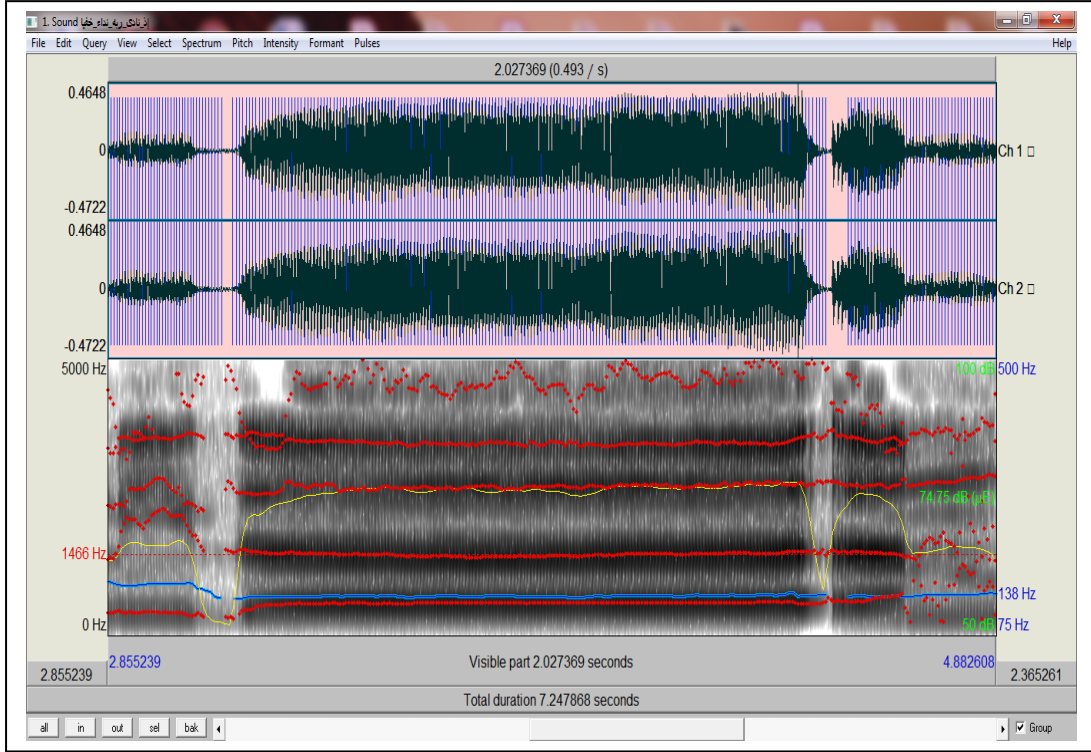 1. Sound إذ_نادى_ربه_نداء_خفيا
File Edit Query View Select Spectrum Pitch Intensity Formant Pulses Help
2.027369 (0.493 / s)
0.4648
0
-0.4722
Ch 1
0.4648
0
-0.4722
Ch 2
5000 Hz
100 dB 500 Hz
74.75 dB (µE)
1466 Hz
138 Hz
0 Hz
50 dB 75 Hz
2.855239 2.855239 Visible part 2.027369 seconds 4.882608 2.365261
Total duration 7.247868 seconds
all in out sel bak Group